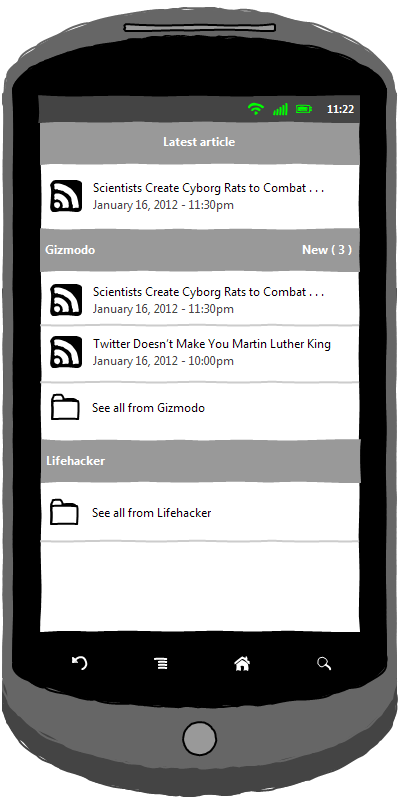 11:22
Latest article
Scientists Create Cyborg Rats to Combat . . .
January 16, 2012 - 11:30pm
Gizmodo New ( 3 )
Scientists Create Cyborg Rats to Combat . . .
January 16, 2012 - 11:30pm
Twitter Doesn't Make You Martin Luther King
January 16, 2012 - 10:00pm
See all from Gizmodo
Lifehacker
See all from Lifehacker